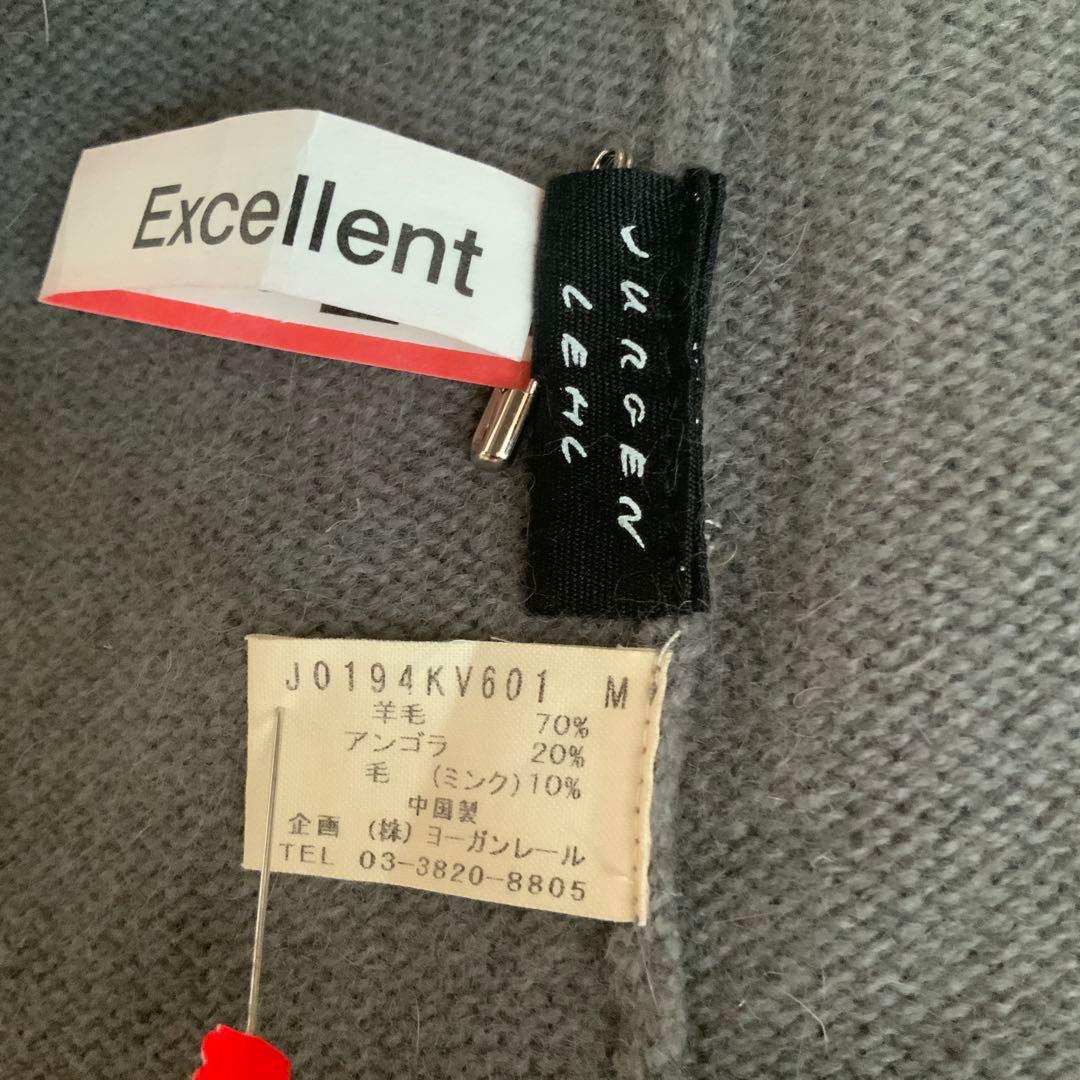 Excellent
JURGEN
LEHL
J0194KV601 M
羊毛 70%
アンゴラ 20%
毛 (ミンク)10%
中国製
企画 (株)ヨーガンレール
TEL 03-3820-8805